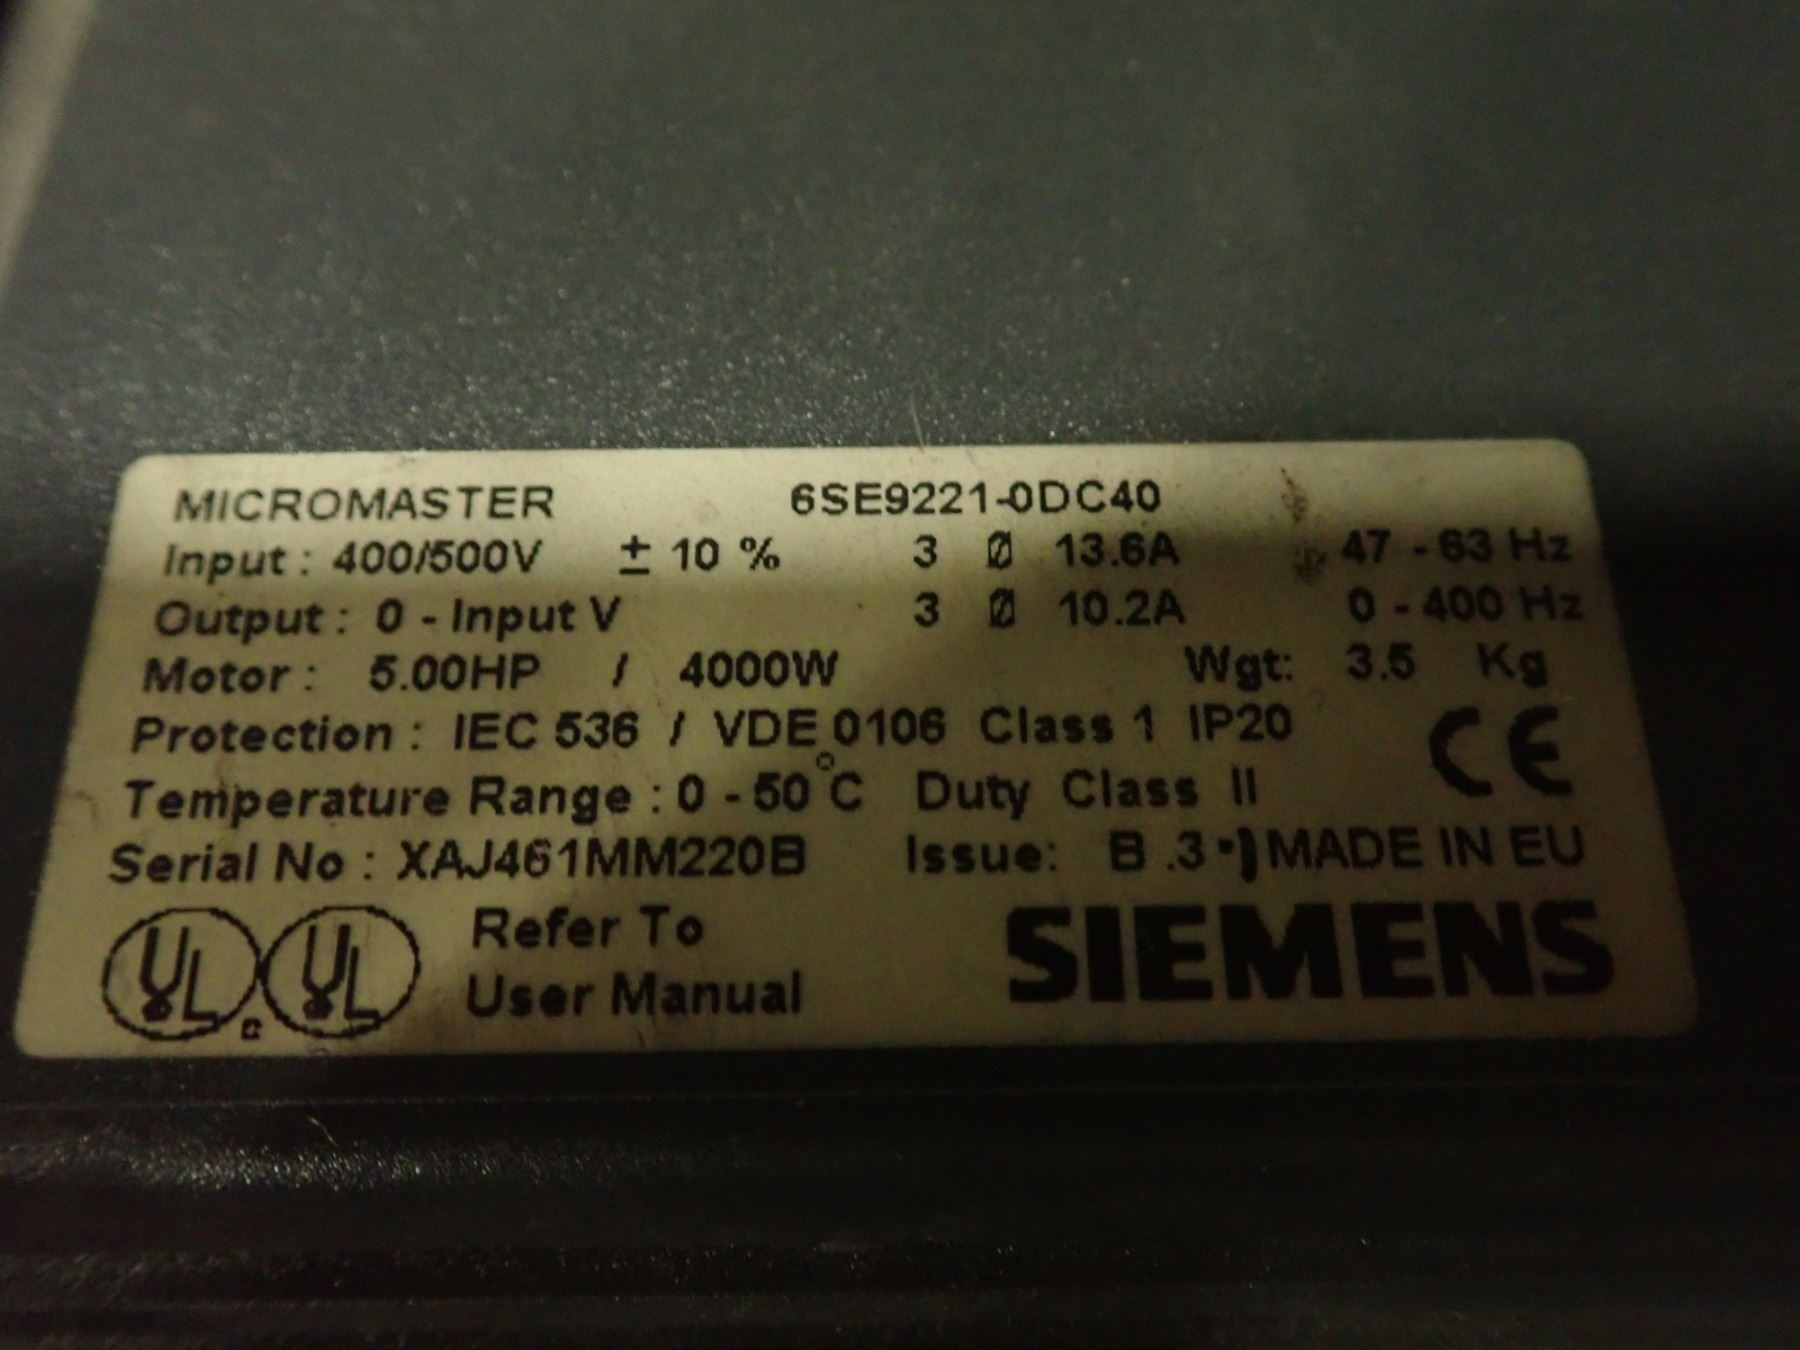 MICROMASTER 6SE9221-0DC40
Input : 400/500V ± 10 % 3 Ø 13.6A 47 - 63 Hz
Output : 0 - Input V 3 Ø 10.2A 0 - 400 Hz
Motor : 5.00HP / 4000W Wgt: 3.5 Kg
Protection : IEC 536 / VDE 0106 Class 1 IP20 CE
Temperature Range : 0 - 50°C Duty Class II
Serial No : XAJ461MM220B Issue: B .3 MADE IN EU
UL c UL Refer To
User Manual
SIEMENS